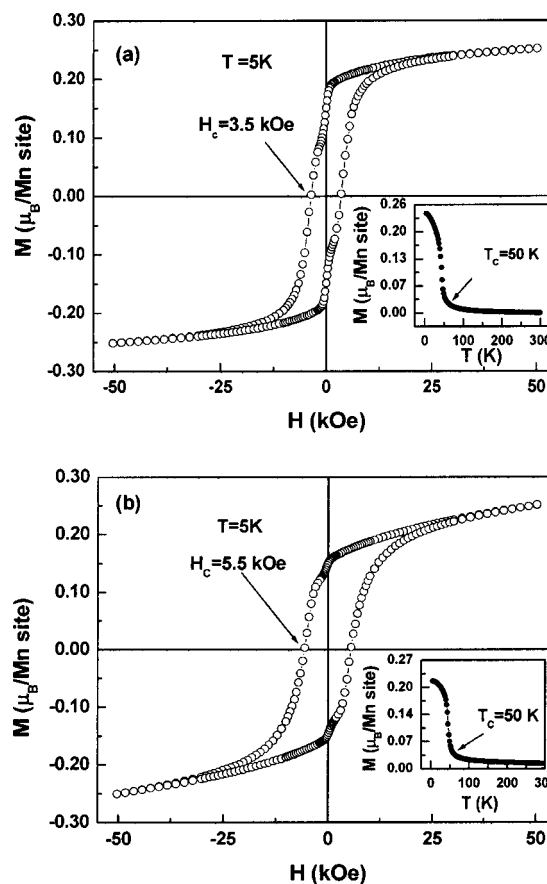 (a)
T=5K
H_c=3.5 kOe
M (μ_B/Mn site)
0.30
0.20
0.10
0.00
-0.10
-0.20
-0.30
-50
-25
0
25
50
H (kOe)
M (μ_B/Mn site)
0.26
0.20
0.13
0.07
0.00
T_C=50 K
0
100
200
300
T (K)
(b)
T=5K
H_C=5.5 kOe
M (μ_B/Mn site)
0.30
0.20
0.10
0.00
-0.10
-0.20
-0.30
-50
-25
0
25
50
H (kOe)
M (μ_B/Mn site)
0.27
0.20
0.14
0.07
0.00
T_C=50 K
0
100
200
T (K)